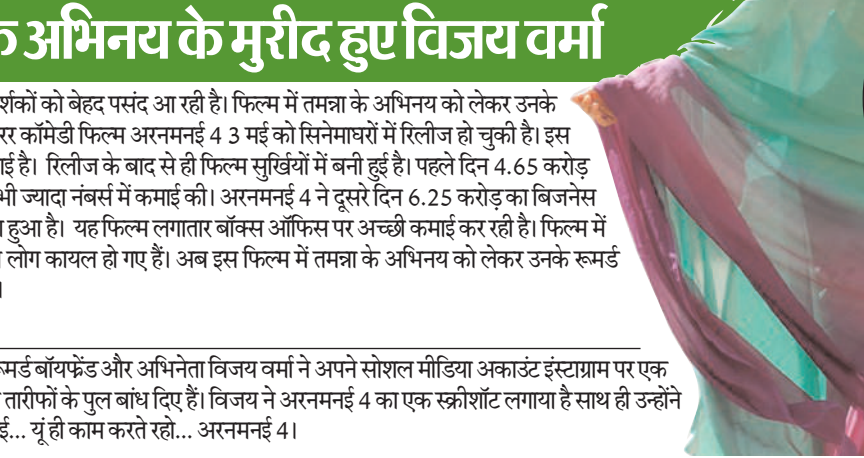 के अभिनय के मुरीद हुए विजय वर्मा
र्शकों को बेहद पसंद आ रही है। फिल्म में तमन्ना के अभिनय को लेकर उनके
रर कॉमेडी फिल्म अरनमनई 4 3 मई को सिनेमाघरों में रिलीज हो चुकी है। इस
ाई है। रिलीज के बाद से ही फिल्म सुर्खियों में बनी हुई है। पहले दिन 4.65 करोड़
भी ज्यादा नंबर्स में कमाई की। अरनमनई 4 ने दूसरे दिन 6.25 करोड़ का बिजनेस
हुआ है। यह फिल्म लगातार बॉक्स ऑफिस पर अच्छी कमाई कर रही है। फिल्म में
लोग कायल हो गए हैं। अब इस फिल्म में तमन्ना के अभिनय को लेकर उनके रूमर्ड
।
रूमर्ड बॉयफ्रेंड और अभिनेता विजय वर्मा ने अपने सोशल मीडिया अकाउंट इंस्टाग्राम पर एक
तारीफों के पुल बांध दिए हैं। विजय ने अरनमनई 4 का एक स्क्रीशॉट लगाया है साथ ही उन्होंने
ई... यूं ही काम करते रहो... अरनमनई 4।